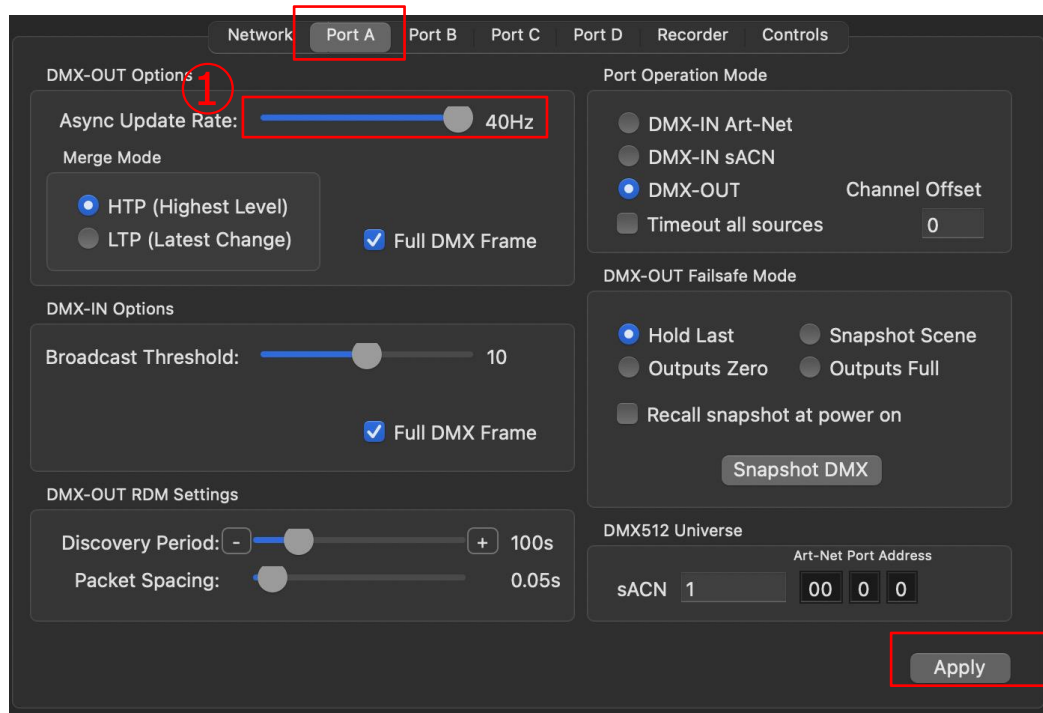 Network Port A Port B Port C Port D Recorder Controls
DMX-OUT Options
①
Async Update Rate: 40Hz
Merge Mode
HTP (Highest Level)
LTP (Latest Change)
Full DMX Frame
DMX-IN Options
Broadcast Threshold: 10
Full DMX Frame
DMX-OUT RDM Settings
Discovery Period: - + 100s
Packet Spacing: 0.05s
Port Operation Mode
DMX-IN Art-Net
DMX-IN sACN
DMX-OUT Channel Offset
Timeout all sources 0
DMX-OUT Failsafe Mode
Hold Last Snapshot Scene
Outputs Zero Outputs Full
Recall snapshot at power on
Snapshot DMX
DMX512 Universe
Art-Net Port Address
sACN 1 00 0 0
Apply